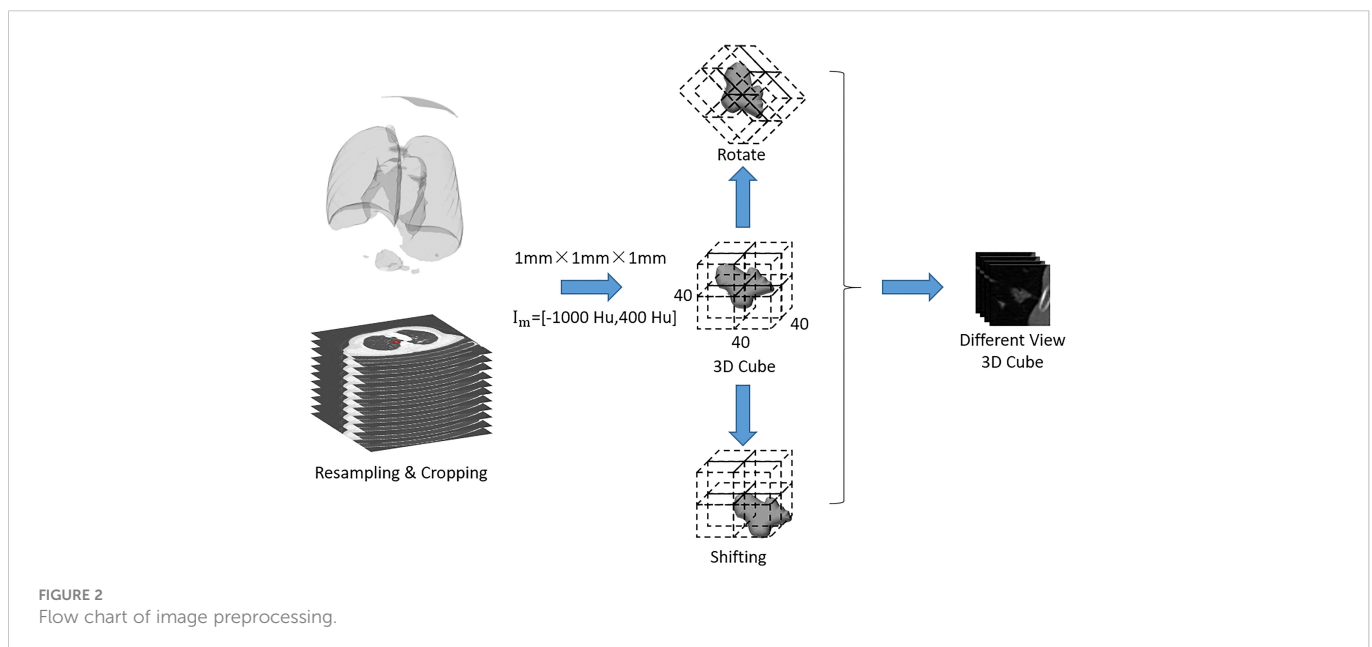 Rotate
1mm×1mm×1mm
Iₘ=[-1000 Hu,400 Hu]
40
40
40
3D Cube
Different View
3D Cube
Resampling & Cropping
Shifting
FIGURE 2
Flow chart of image preprocessing.